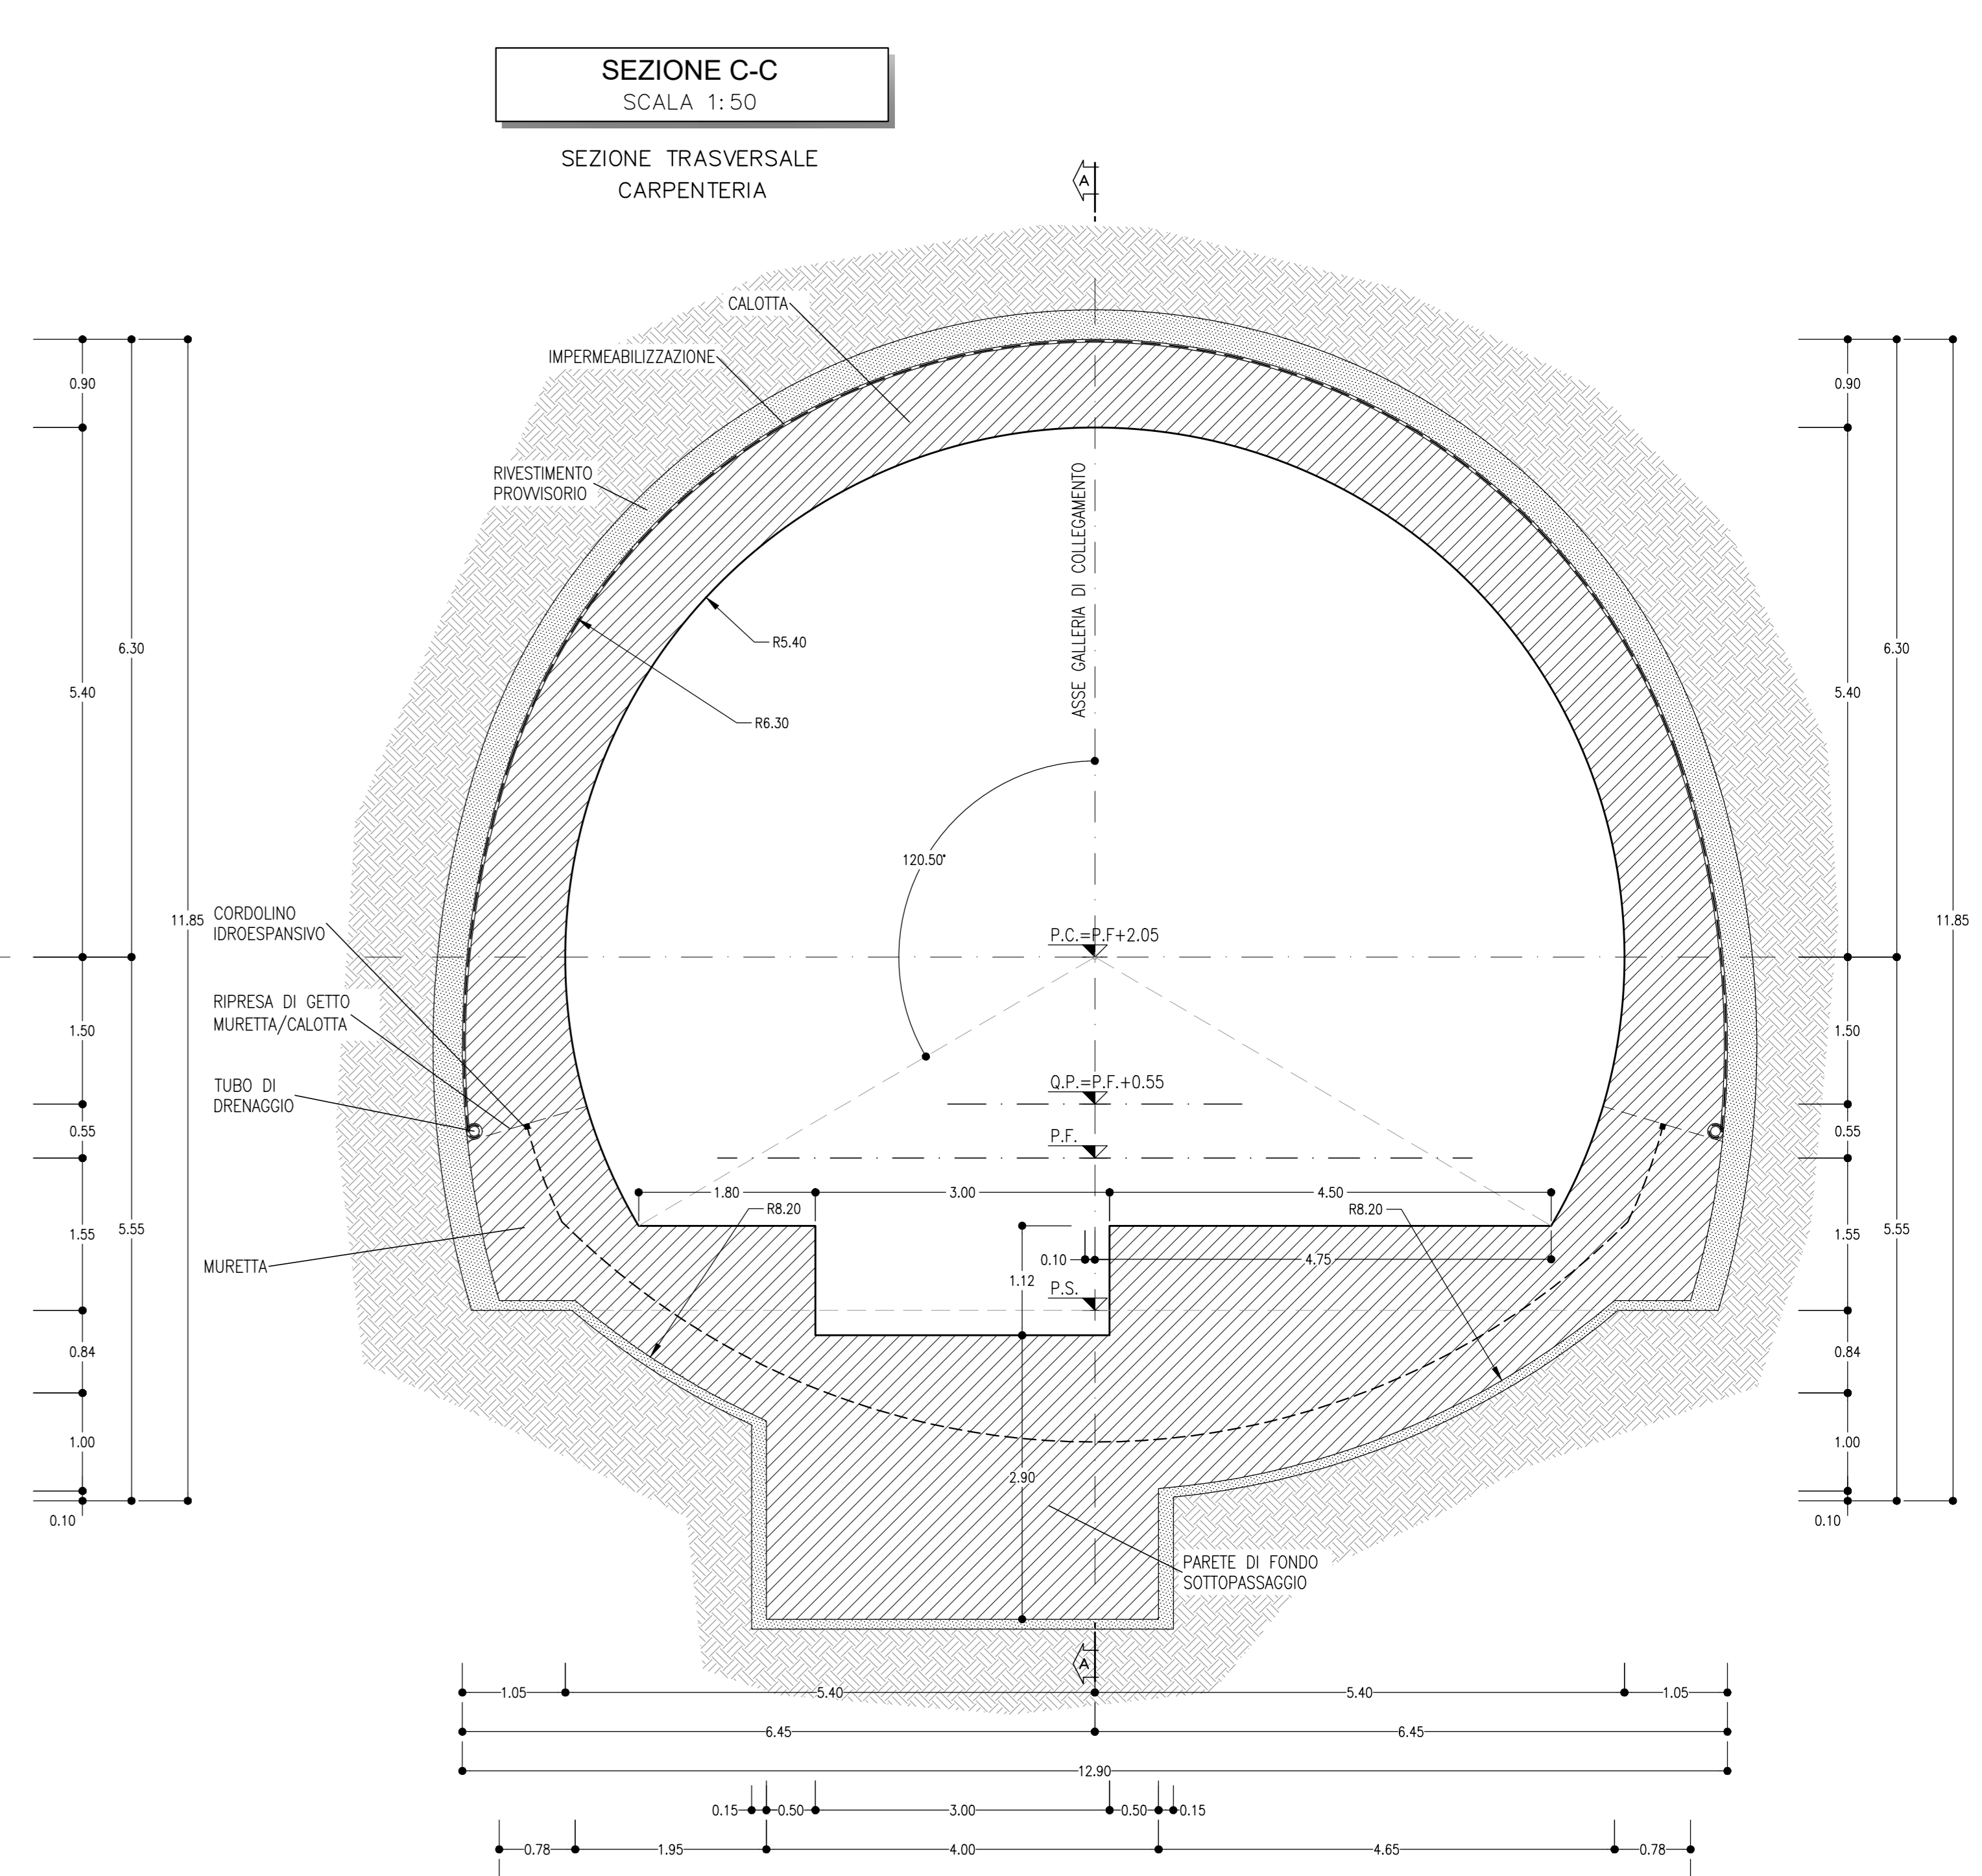 SEZIONE C-C
SCALA 1:50
SEZIONE TRASVERSALE
CARPENTERIA
A
CALOTTA
IMPERMEABILIZZAZIONE
RIVESTIMENTO
PROVVISORIO
ASSE GALLERIA DI COLLEGAMENTO
R5.40
R6.30
120.50°
P.C.=P.F+2.05
Q.P.=P.F.+0.55
P.F.
P.S.
CORDOLINO
IDROESPANSIVO
RIPRESA DI GETTO
MURETTA/CALOTTA
TUBO DI
DRENAGGIO
MURETTA
0.90
5.40
6.30
11.85
1.50
0.55
1.55
5.55
0.84
1.00
0.10
0.90
5.40
6.30
11.85
1.50
0.55
1.55
5.55
0.84
1.00
0.10
1.80
3.00
4.50
R8.20
R8.20
0.10
4.75
1.12
2.90
PARETE DI FONDO
SOTTOPASSAGGIO
A
1.05
5.40
5.40
1.05
6.45
6.45
12.90
0.15
0.50
3.00
0.50
0.15
0.78
1.95
4.00
4.65
0.78